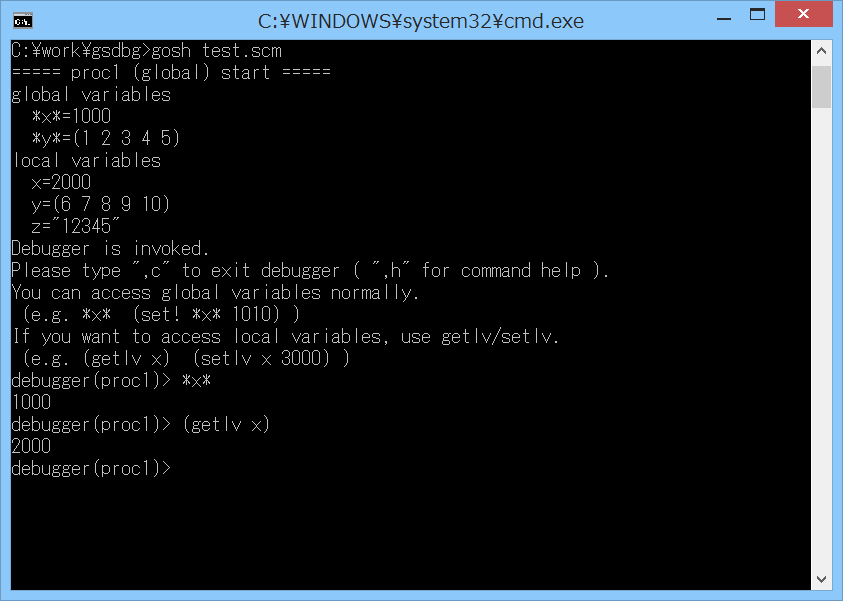 C:¥WINDOWS¥system32¥cmd.exe
C:¥work¥gsdbg>gosh test.scm
===== proc1 (global) start =====
global variables
  *x*=1000
  *y*=(1 2 3 4 5)
local variables
  x=2000
  y=(6 7 8 9 10)
  z="12345"
Debugger is invoked.
Please type ",c" to exit debugger ( ",h" for command help ).
You can access global variables normally.
 (e.g. *x*  (set! *x* 1010) )
If you want to access local variables, use getlv/setlv.
 (e.g. (getlv x)  (setlv x 3000) )
debugger(proc1)> *x*
1000
debugger(proc1)> (getlv x)
2000
debugger(proc1)>